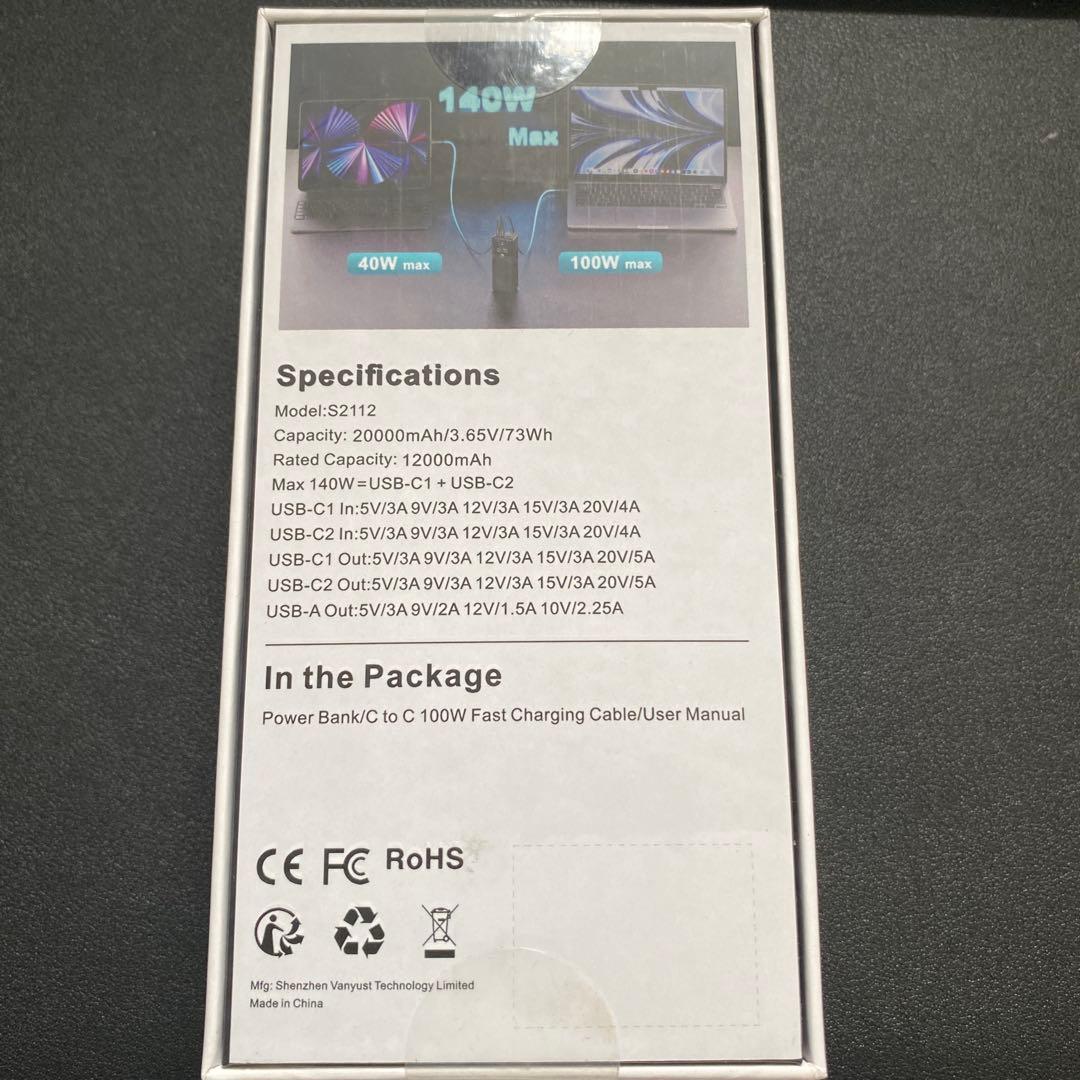 140W
Max
40W max
100W max
Specifications
Model:S2112
Capacity: 20000mAh/3.65V/73Wh
Rated Capacity: 12000mAh
Max 140W=USB-C1 + USB-C2
USB-C1 In:5V/3A 9V/3A 12V/3A 15V/3A 20V/4A
USB-C2 In:5V/3A 9V/3A 12V/3A 15V/3A 20V/4A
USB-C1 Out:5V/3A 9V/3A 12V/3A 15V/3A 20V/5A
USB-C2 Out:5V/3A 9V/3A 12V/3A 15V/3A 20V/5A
USB-A Out:5V/3A 9V/2A 12V/1.5A 10V/2.25A
In the Package
Power Bank/C to C 100W Fast Charging Cable/User Manual
CE FC RoHS
Mfg: Shenzhen Vanyust Technology Limited
Made in China